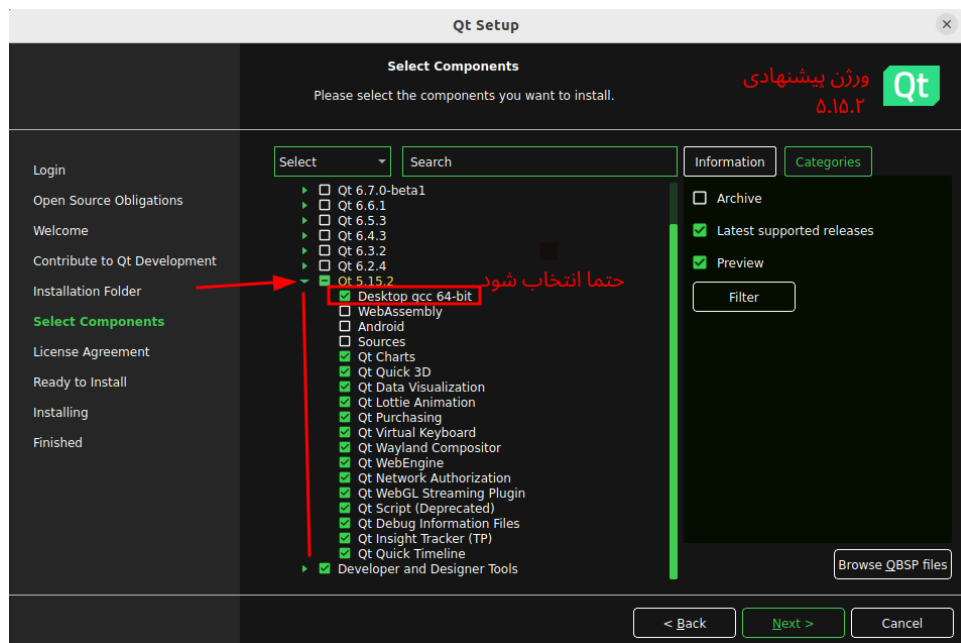 Qt Setup
Select Components
Please select the components you want to install.
ورژن پیشنهادی
۵.۱۵.۲
Qt
Login
Open Source Obligations
Welcome
Contribute to Qt Development
Installation Folder
Select Components
License Agreement
Ready to Install
Installing
Finished
Select
Search
Qt 6.7.0-beta1
Qt 6.6.1
Qt 6.5.3
Qt 6.4.3
Qt 6.3.2
Qt 6.2.4
Qt 5.15.2
حتما انتخاب شود
Desktop gcc 64-bit
WebAssembly
Android
Sources
Qt Charts
Qt Quick 3D
Qt Data Visualization
Qt Lottie Animation
Qt Purchasing
Qt Virtual Keyboard
Qt Wayland Compositor
Qt WebEngine
Qt Network Authorization
Qt WebGL Streaming Plugin
Qt Script (Deprecated)
Qt Debug Information Files
Qt Insight Tracker (TP)
Qt Quick Timeline
Developer and Designer Tools
Information
Categories
Archive
Latest supported releases
Preview
Filter
Browse QBSP files
< Back
Next >
Cancel